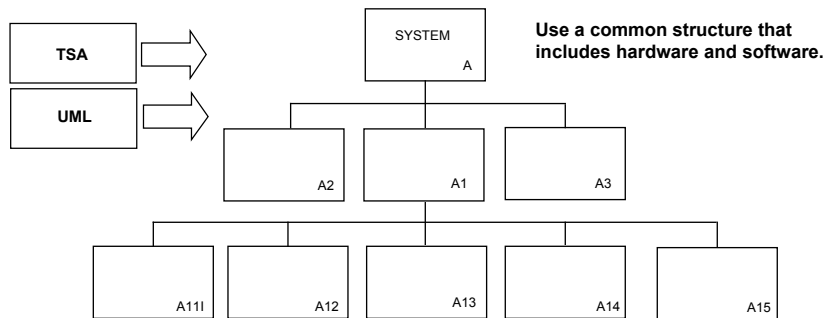 SYSTEM
A
Use a common structure that
includes hardware and software.
TSA
UML
A2
A1
A3
A11I
A12
A13
A14
A15